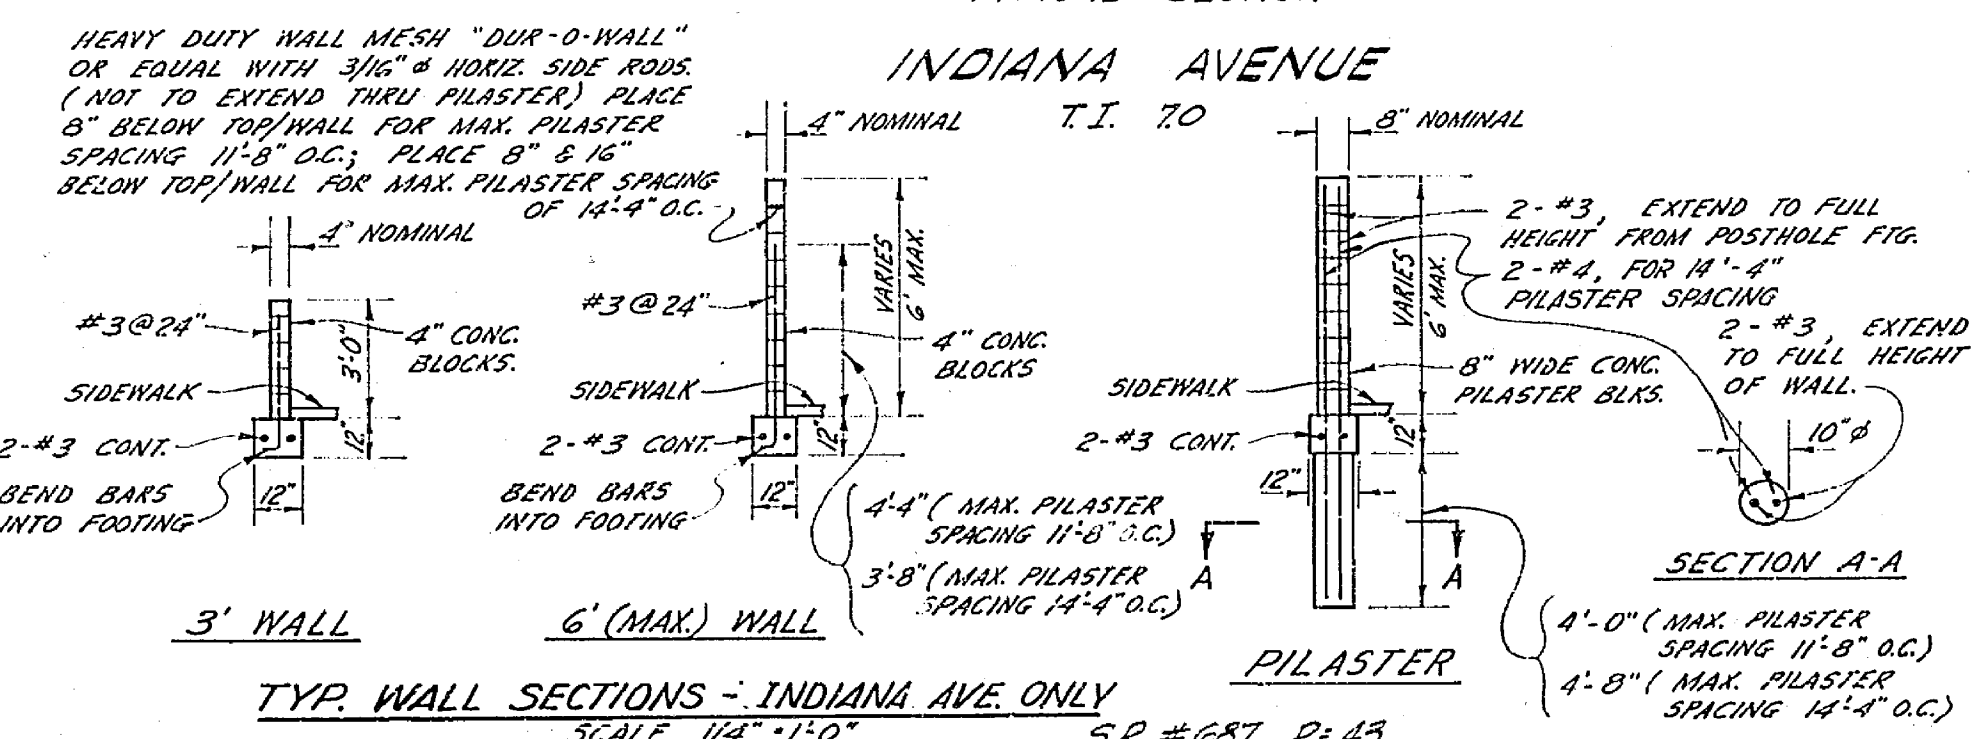 INDIANA AVENUE
T.I. 7.0
HEAVY DUTY WALL MESH "DUR-O-WALL"
OR EQUAL WITH 3/16" ø HORIZ. SIDE RODS.
(NOT TO EXTEND THRU PILASTER) PLACE
8" BELOW TOP/WALL FOR MAX. PILASTER
SPACING 11'-8" O.C.; PLACE 8" & 16"
BELOW TOP/WALL FOR MAX. PILASTER SPACING
OF 14'-4" O.C.
4" NOMINAL
#3@24"
4" CONC.
BLOCKS.
3'-0"
SIDEWALK
2-#3 CONT.
12"
BEND BARS
INTO FOOTING
12"
3' WALL
4" NOMINAL
VARIES
6' MAX.
#3@24"
4" CONC.
BLOCKS
SIDEWALK
2-#3 CONT.
12"
BEND BARS
INTO FOOTING
12"
4'-4" (MAX. PILASTER
SPACING 11'-8" O.C.)
3'-8" (MAX. PILASTER
SPACING 14'-4" O.C.)
6' (MAX.) WALL
8" NOMINAL
2-#3, EXTEND TO FULL
HEIGHT FROM POSTHOLE FTG.
2-#4, FOR 14'-4"
PILASTER SPACING
VARIES
6' MAX.
8" WIDE CONC.
PILASTER BLKS.
SIDEWALK
2-#3 CONT.
12"
12"
A
A
4'-0" (MAX. PILASTER
SPACING 11'-8" O.C.)
4'-8" (MAX. PILASTER
SPACING 14'-4" O.C.)
PILASTER
2-#3, EXTEND
TO FULL HEIGHT
OF WALL.
10" ø
SECTION A-A
TYP. WALL SECTIONS - INDIANA AVE. ONLY
SCALE 1/4" = 1'-0"